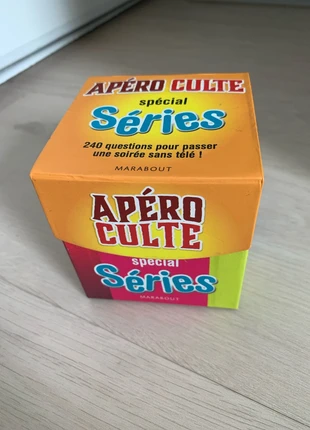 APÉRO CULTE
spécial
Séries
240 questions pour passer
une soirée sans télé !
MARABOUT
APÉRO
CULTE
spécial
Séries
MARABOUT